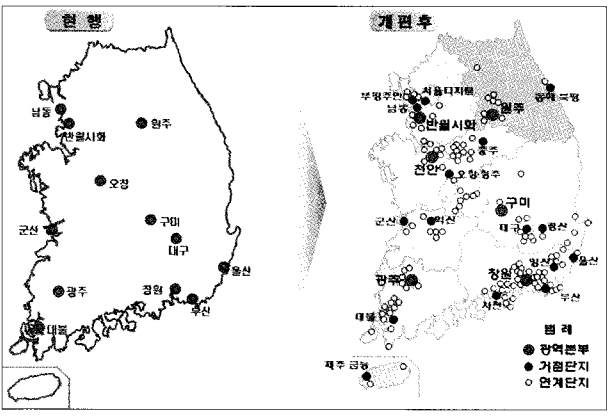 현 행
개편후
남동
반월시화
원주
오창
구미
대구
군산
울산
광주
창원
부산
대불
부평주안
서울디지털
동해 북평
남동
반월시화
원주
충주
천안
오창 청주
구미
군산
익산
대구
경산
울산
광주
창원
부산
사천
대불
제주 금능
범 례
광역본부
거점단지
연계단지